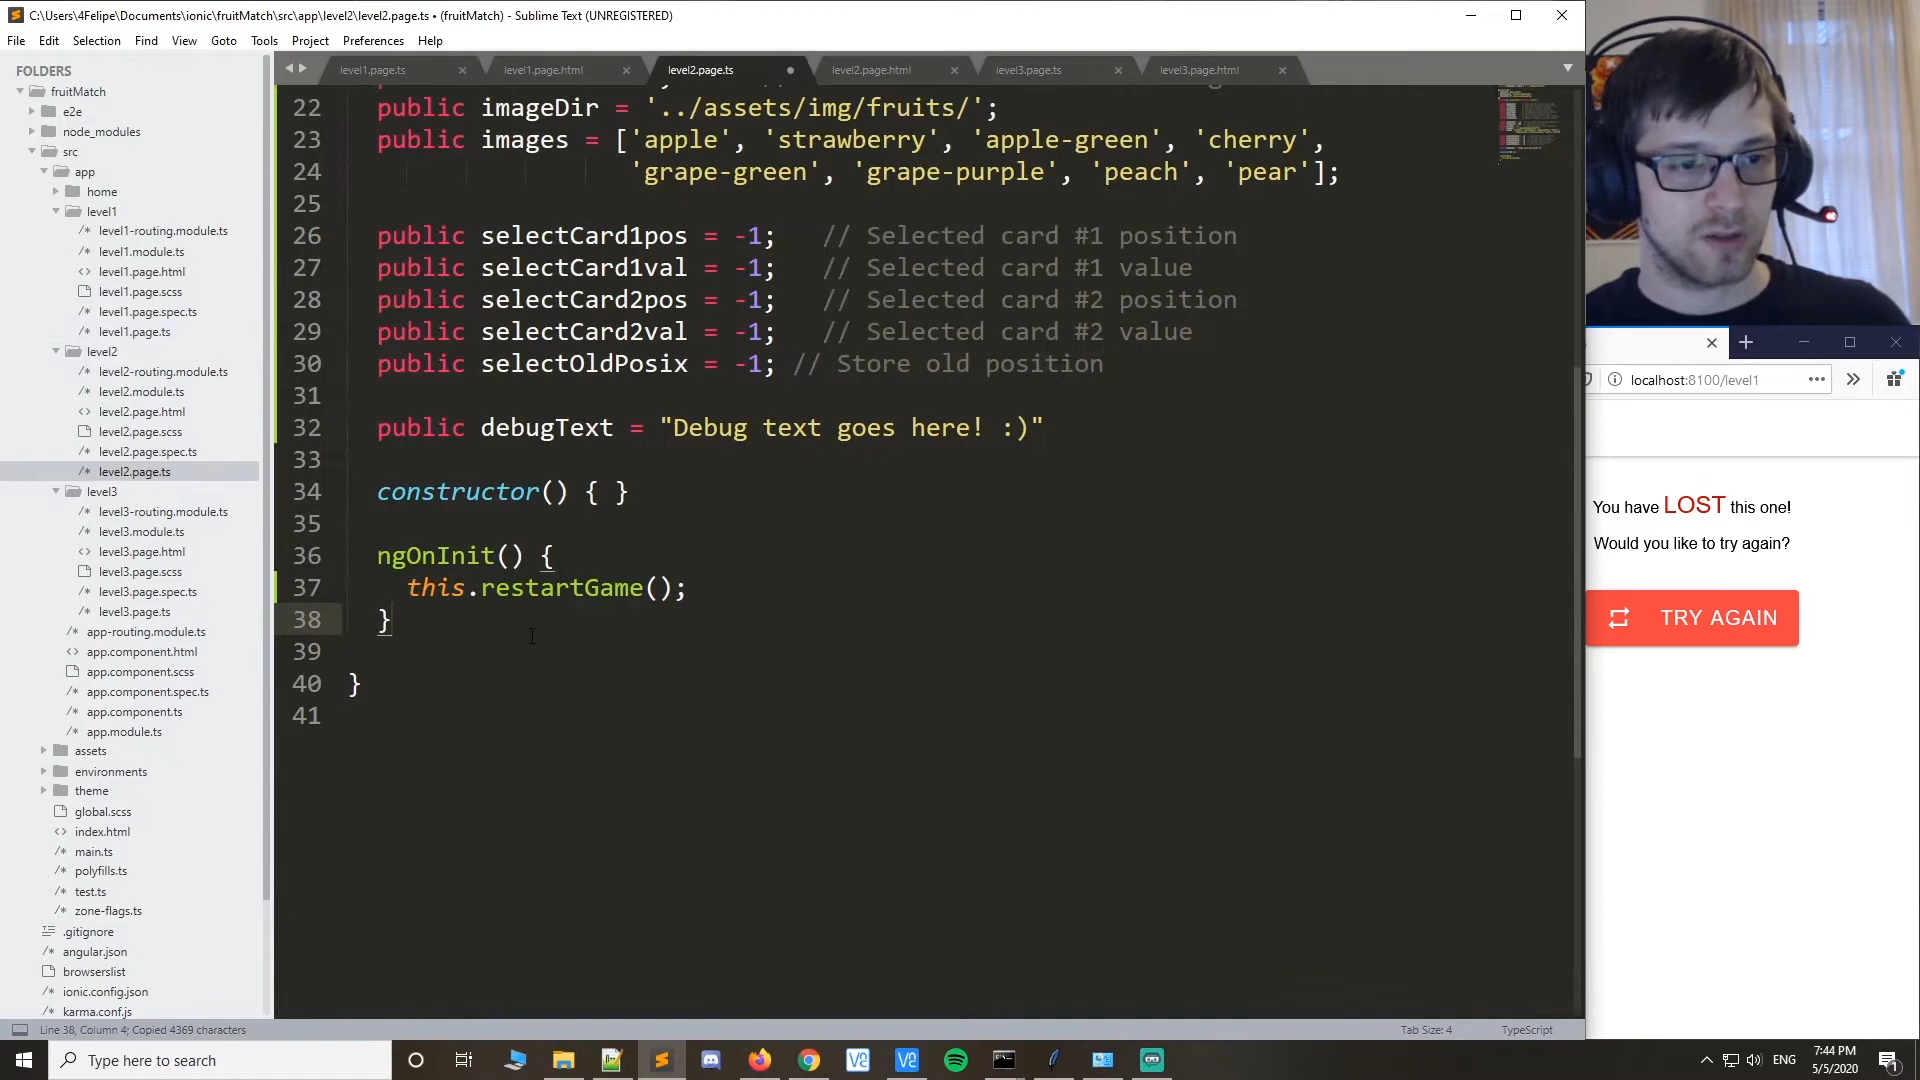 C:\Users\4Felipe\Documents\ionic\fruitMatch\src\app\level2\level2.page.ts • (fruitMatch) - Sublime Text (UNREGISTERED)
File Edit Selection Find View Goto Tools Project Preferences Help
FOLDERS
fruitMatch
e2e
node_modules
src
app
home
level1
level1-routing.module.ts
level1.module.ts
level1.page.html
level1.page.scss
level1.page.spec.ts
level1.page.ts
level2
level2-routing.module.ts
level2.module.ts
level2.page.html
level2.page.scss
level2.page.spec.ts
level2.page.ts
level3
level3-routing.module.ts
level3.module.ts
level3.page.html
level3.page.scss
level3.page.spec.ts
level3.page.ts
app-routing.module.ts
app.component.html
app.component.scss
app.component.spec.ts
app.component.ts
app.module.ts
assets
environments
theme
global.scss
index.html
main.ts
polyfills.ts
test.ts
zone-flags.ts
.gitignore
angular.json
browserslist
ionic.config.json
karma.conf.js
level1.page.ts level1.page.html level2.page.ts level2.page.html level3.page.ts level3.page.html
22 public imageDir = '../assets/img/fruits/';
23 public images = ['apple', 'strawberry', 'apple-green', 'cherry',
24 'grape-green', 'grape-purple', 'peach', 'pear'];
25
26 public selectCard1pos = -1; // Selected card #1 position
27 public selectCard1val = -1; // Selected card #1 value
28 public selectCard2pos = -1; // Selected card #2 position
29 public selectCard2val = -1; // Selected card #2 value
30 public selectOldPosix = -1; // Store old position
31
32 public debugText = "Debug text goes here! :)"
33
34 constructor() { }
35
36 ngOnInit() {
37 this.restartGame();
38 }
39
40 }
41
localhost:8100/level1
You have LOST this one!
Would you like to try again?
TRY AGAIN
Line 38, Column 4; Copied 4369 characters
Tab Size: 4 TypeScript
Type here to search
ENG
7:44 PM
5/5/2020
1